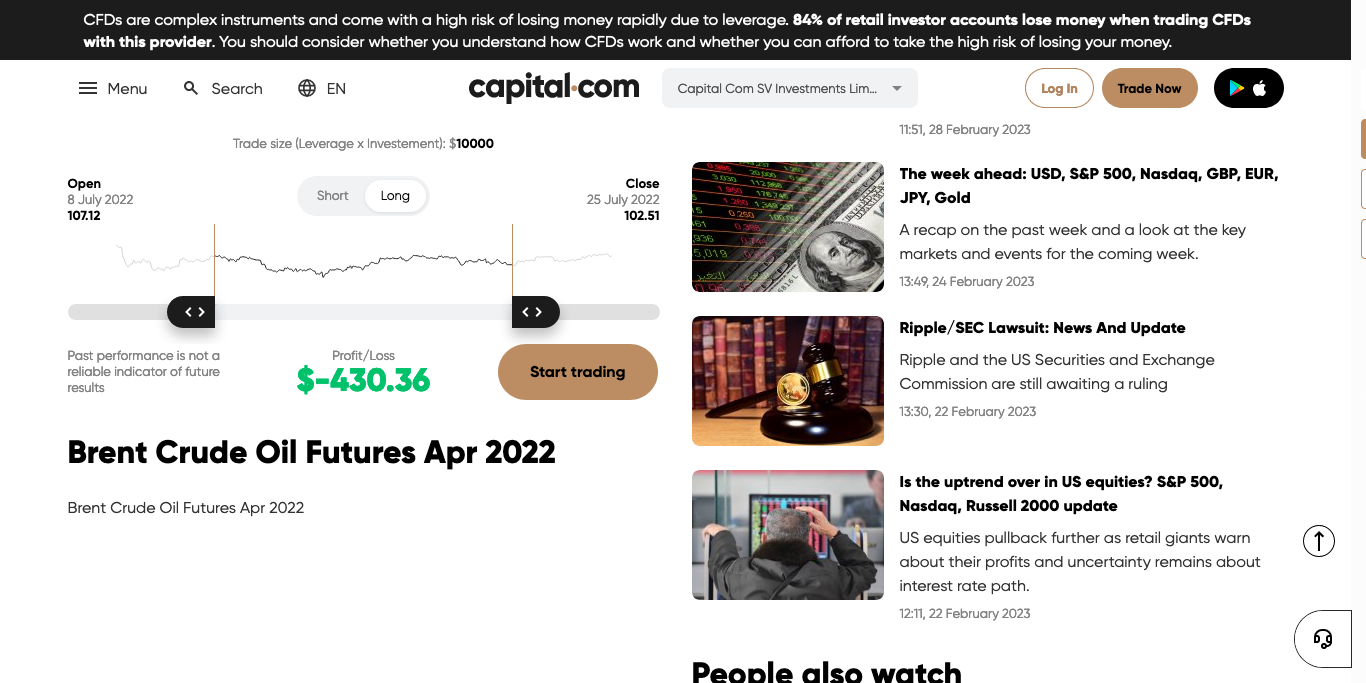 CFDs are complex instruments and come with a high risk of losing money rapidly due to leverage. 84% of retail investor accounts lose money when trading CFDs
with this provider. You should consider whether you understand how CFDs work and whether you can afford to take the high risk of losing your money.
Menu
Search
EN
capital.com
Capital Com SV Investments Lim...
Log In
Trade Now
Trade size (Leverage x Investement): $10000
Open
8 July 2022
107.12
Short
Long
Close
25 July 2022
102.51
Past performance is not a
reliable indicator of future
results
Profit/Loss
$-430.36
Start trading
Brent Crude Oil Futures Apr 2022
Brent Crude Oil Futures Apr 2022
11:51, 28 February 2023
The week ahead: USD, S&P 500, Nasdaq, GBP, EUR,
JPY, Gold
A recap on the past week and a look at the key
markets and events for the coming week.
13:49, 24 February 2023
Ripple/SEC Lawsuit: News And Update
Ripple and the US Securities and Exchange
Commission are still awaiting a ruling
13:30, 22 February 2023
Is the uptrend over in US equities? S&P 500,
Nasdaq, Russell 2000 update
US equities pullback further as retail giants warn
about their profits and uncertainty remains about
interest rate path.
12:11, 22 February 2023
People also watch